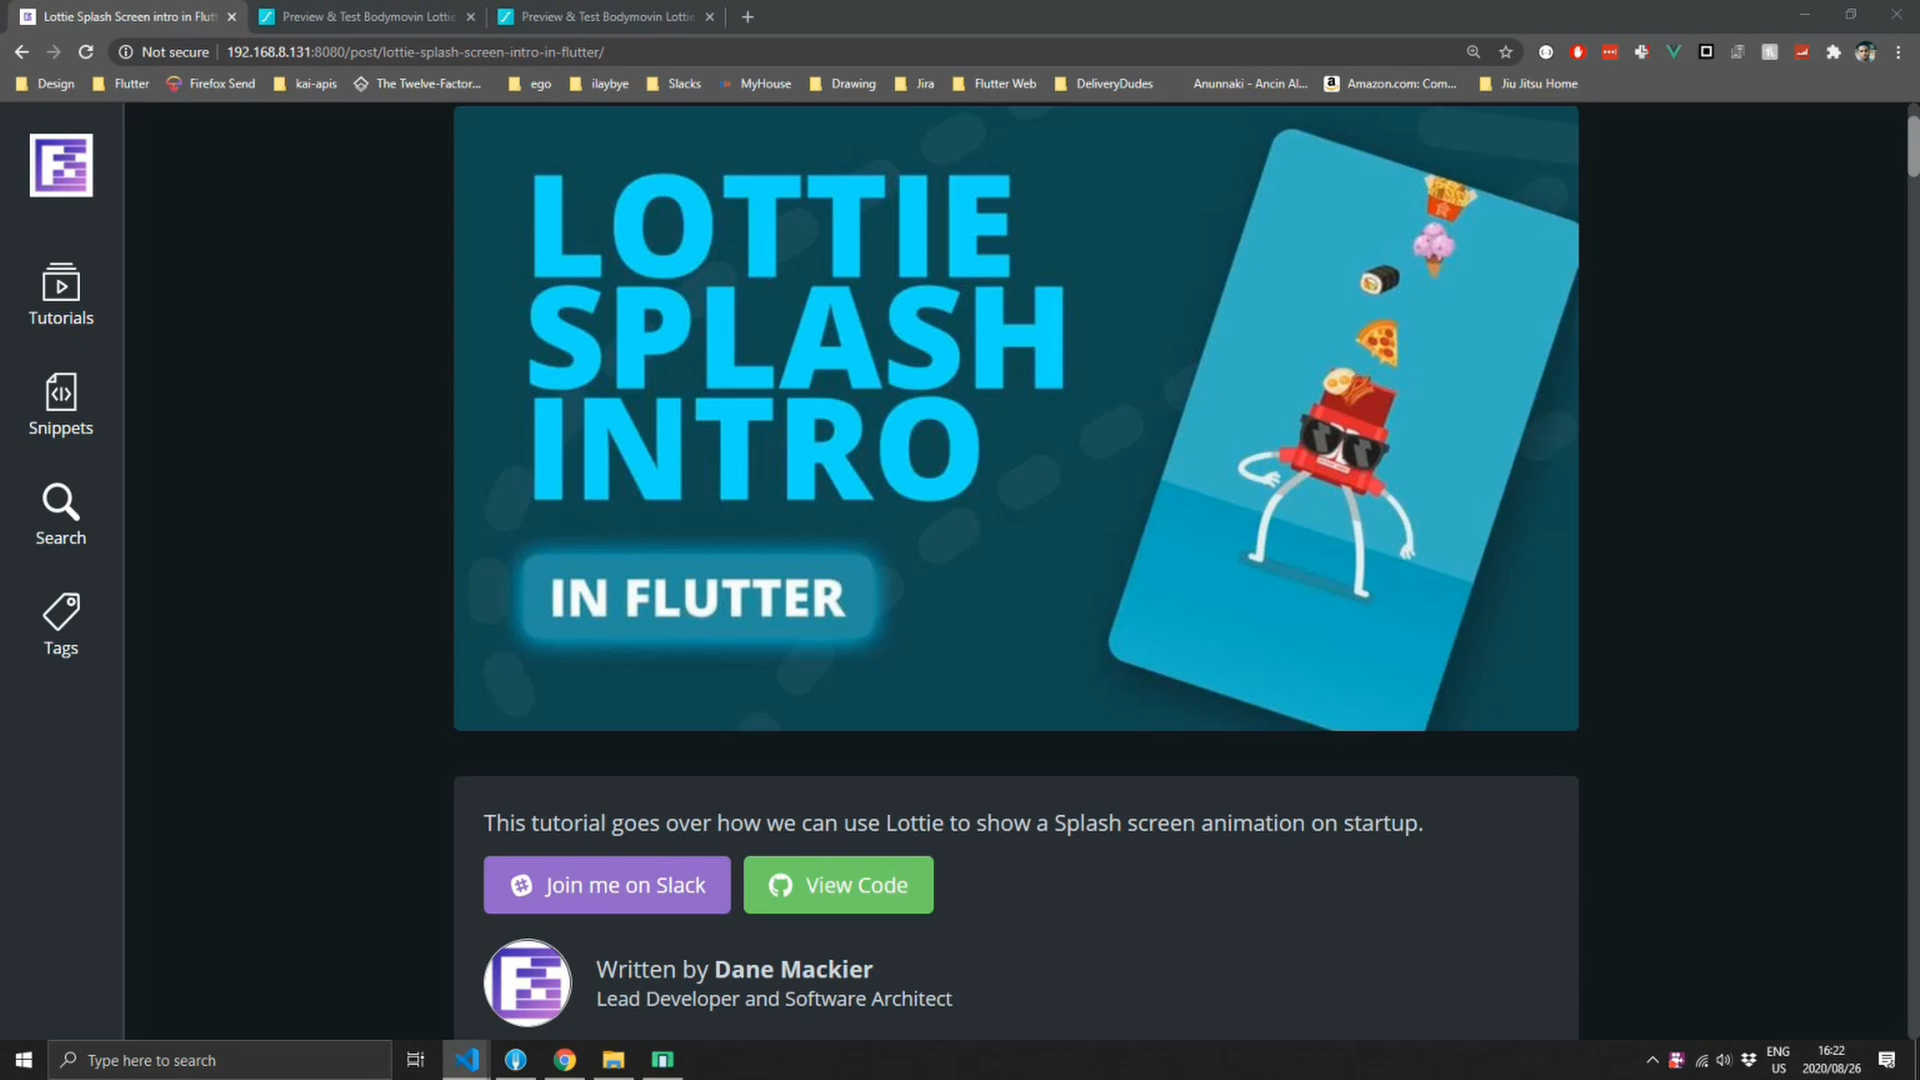 Lottie Splash Screen intro in Flut
Preview & Test Bodymovin Lottie
Preview & Test Bodymovin Lottie
Not secure
192.168.8.131:8080/post/lottie-splash-screen-intro-in-flutter/
Design
Flutter
Firefox Send
kai-apis
The Twelve-Factor...
ego
ilaybye
Slacks
MyHouse
Drawing
Jira
Flutter Web
DeliveryDudes
Anunnaki - Ancin Al...
Amazon.com: Com...
Jiu Jitsu Home
Tutorials
Snippets
Search
Tags
LOTTIE
SPLASH
INTRO
IN FLUTTER
This tutorial goes over how we can use Lottie to show a Splash screen animation on startup.
Join me on Slack
View Code
Written by Dane Mackier
Lead Developer and Software Architect
Type here to search
ENG
US
16:22
2020/08/26